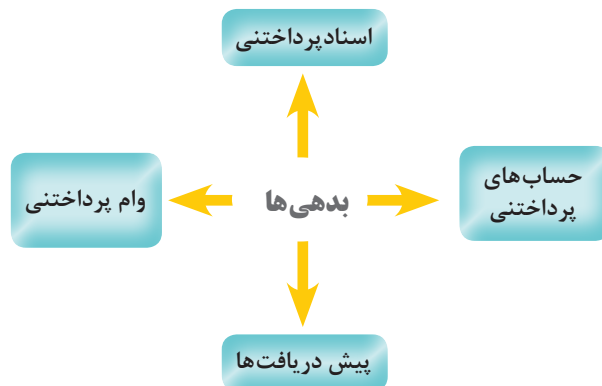 اسناد پرداختنی
حساب‌های
پرداختنی
بدهی‌ها
وام پرداختنی
پیش دریافت‌ها